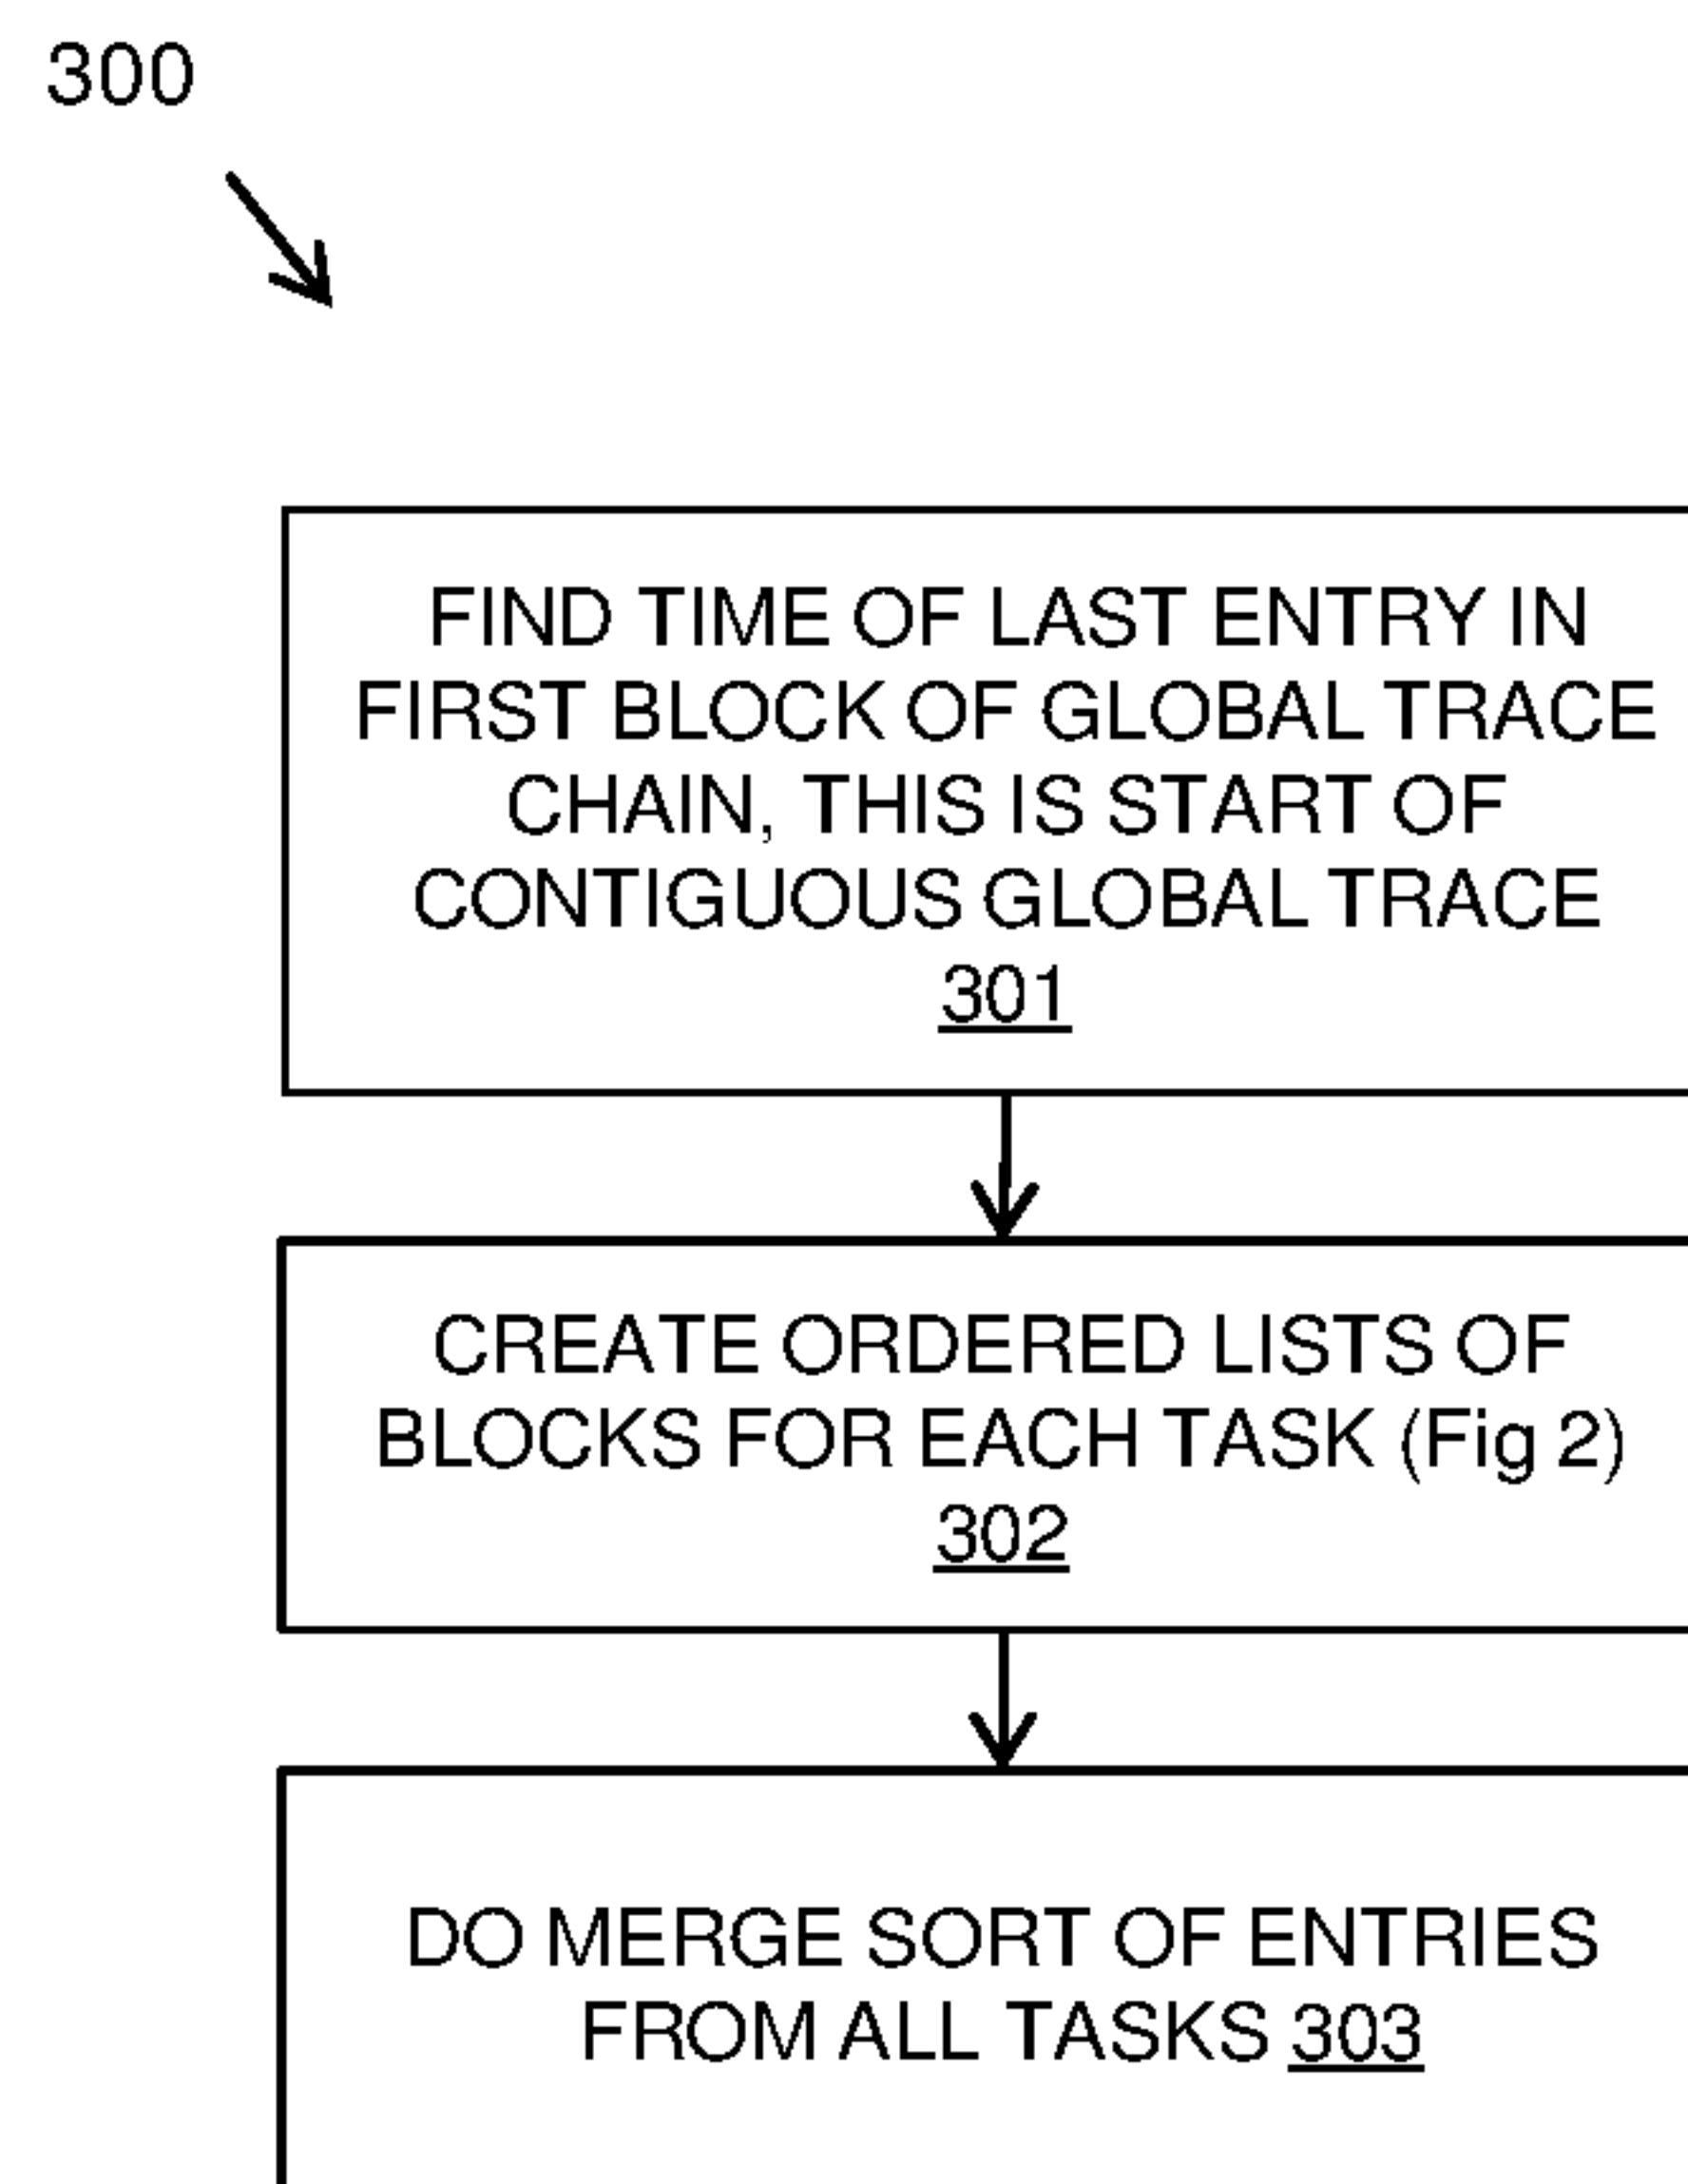 300
FIND TIME OF LAST ENTRY IN
FIRST BLOCK OF GLOBAL TRACE
CHAIN, THIS IS START OF
CONTIGUOUS GLOBAL TRACE
301
CREATE ORDERED LISTS OF
BLOCKS FOR EACH TASK (Fig 2)
302
DO MERGE SORT OF ENTRIES
FROM ALL TASKS 303